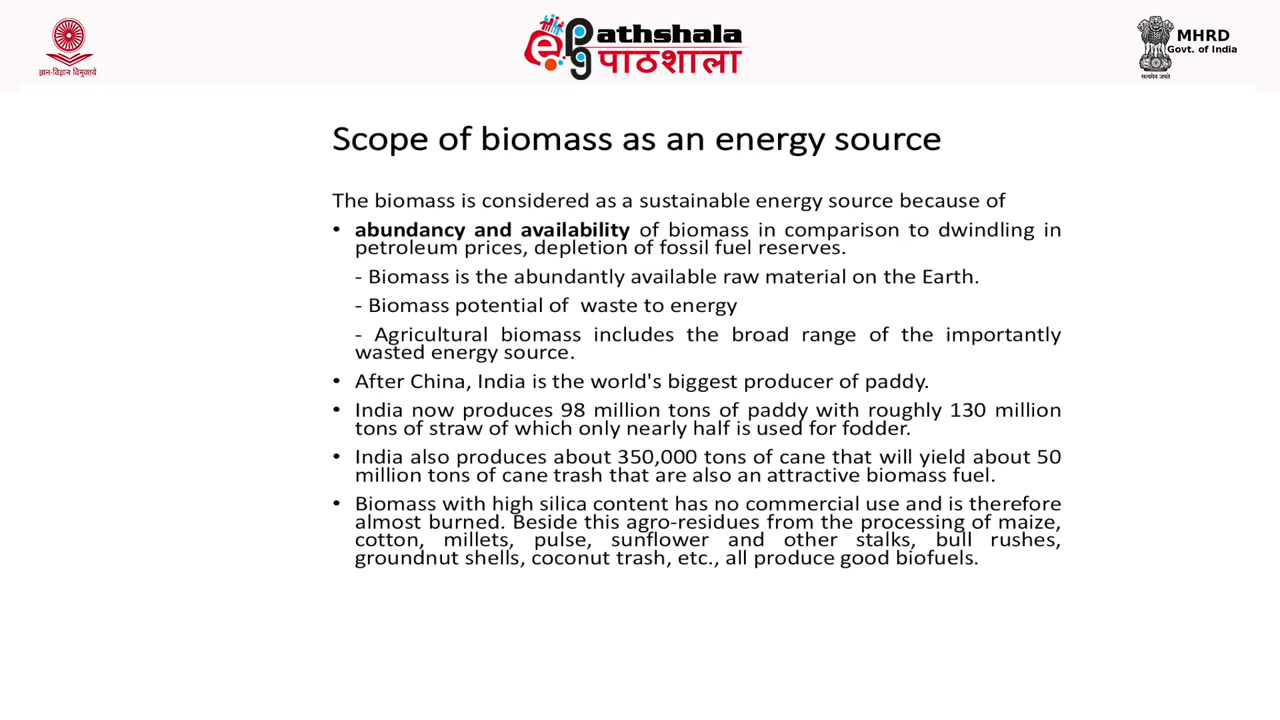 ज्ञान-विज्ञान विमुक्तये
ePathshala
पाठशाला
MHRD
Govt. of India
सत्यमेव जयते
Scope of biomass as an energy source
The biomass is considered as a sustainable energy source because of
• abundancy and availability of biomass in comparison to dwindling in
petroleum prices, depletion of fossil fuel reserves.
- Biomass is the abundantly available raw material on the Earth.
- Biomass potential of waste to energy
- Agricultural biomass includes the broad range of the importantly
wasted energy source.
• After China, India is the world's biggest producer of paddy.
• India now produces 98 million tons of paddy with roughly 130 million
tons of straw of which only nearly half is used for fodder.
• India also produces about 350,000 tons of cane that will yield about 50
million tons of cane trash that are also an attractive biomass fuel.
• Biomass with high silica content has no commercial use and is therefore
almost burned. Beside this agro-residues from the processing of maize,
cotton, millets, pulse, sunflower and other stalks, bull rushes,
groundnut shells, coconut trash, etc., all produce good biofuels.